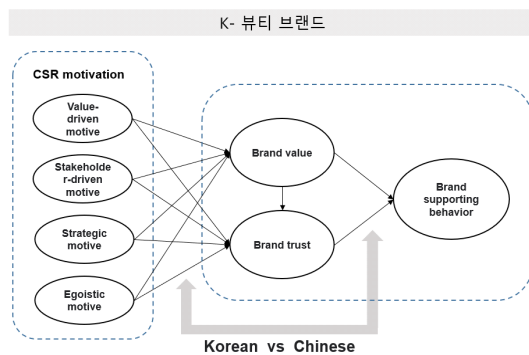 K- 뷰티 브랜드
CSR motivation
Value-
driven
motive
Stakeholde
r-driven
motive
Strategic
motive
Egoistic
motive
Brand value
Brand trust
Brand
supporting
behavior
Korean vs Chinese